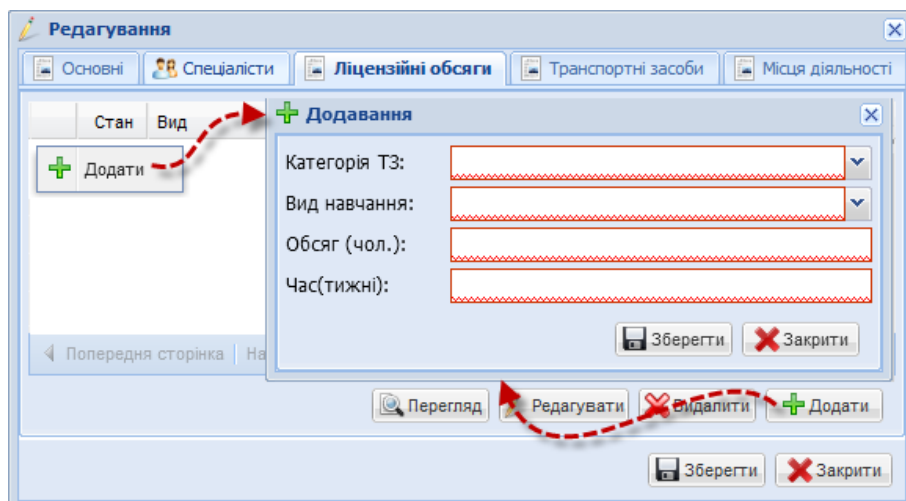 Редагування
Основні Спеціалісти Ліцензійні обсяги Транспортні засоби Місця діяльності
Стан Вид
Додати
Додавання
Категорія ТЗ:
Вид навчання:
Обсяг (чол.):
Час(тижні):
Зберегти Закрити
Попередня сторінка На
Перегляд Редагувати Видалити Додати
Зберегти Закрити